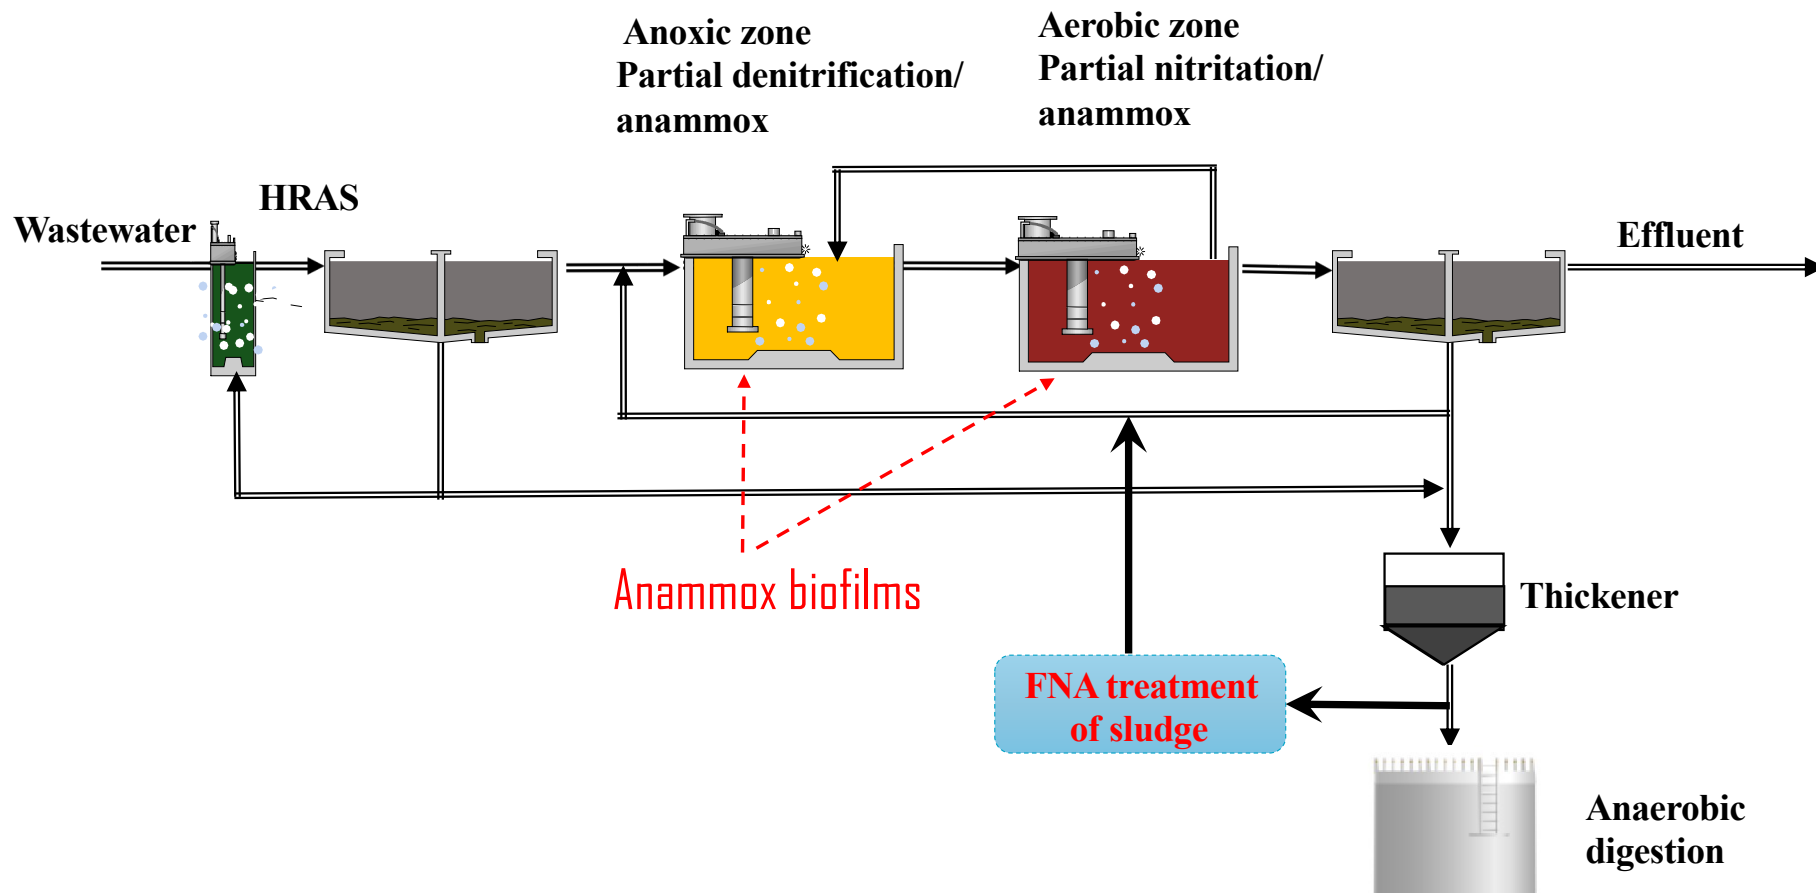 Anoxic zone
Partial denitrification/
anammox
Aerobic zone
Partial nitritation/
anammox
HRAS
Wastewater
Effluent
Anammox biofilms
Thickener
FNA treatment
of sludge
Anaerobic
digestion